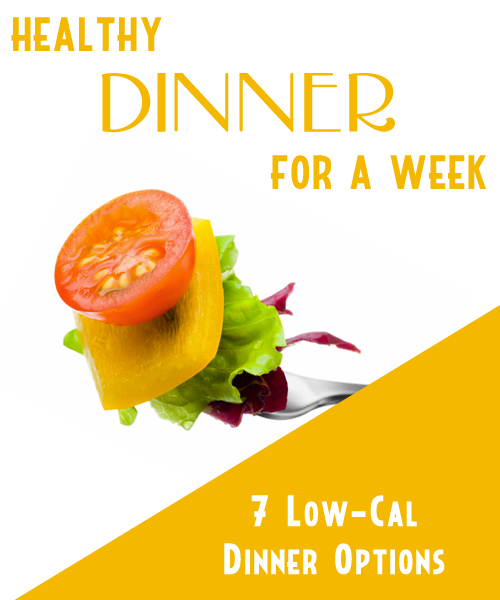 HEALTHY
DINNER
FOR A WEEK
7 Low-Cal
Dinner Options